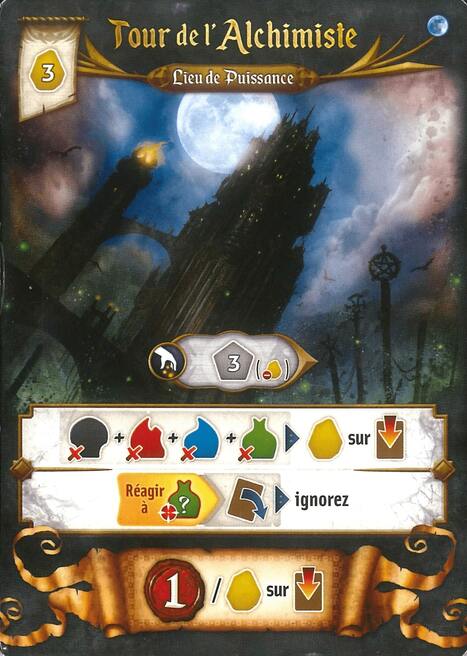 3
Tour de l'Alchimiste
Lieu de Puissance
3 ( )
+ + + sur
Réagir
à ? ignorez
1 / sur